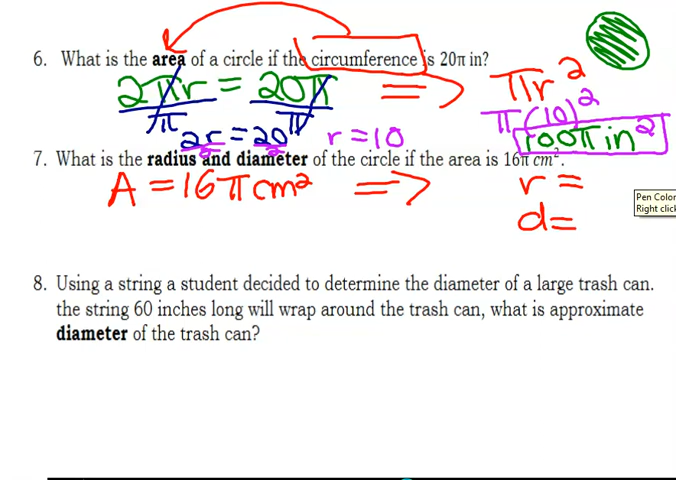 6. What is the area of a circle if the circumference is 20π in?
2πr = 20π ⇒ πr²
π π π(10)²
2r = 20 r = 10 100π in²
2 2
7. What is the radius and diameter of the circle if the area is 16π cm².
A = 16π cm² ⇒ r =
d =
Pen Color
Right click
8. Using a string a student decided to determine the diameter of a large trash can.
the string 60 inches long will wrap around the trash can, what is approximate
diameter of the trash can?